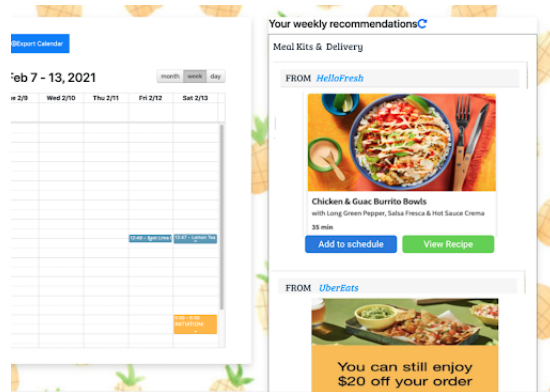 Export Calendar
Feb 7 - 13, 2021
month week day
2/9 Wed 2/10 Thu 2/11 Fri 2/12 Sat 2/13
Your weekly recommendations
Meal Kits & Delivery
FROM HelloFresh
Chicken & Guac Burrito Bowls
with Long Green Pepper, Salsa Fresca & Hot Sauce Crema
35 min
Add to schedule View Recipe
FROM UberEats
You can still enjoy
$20 off your order